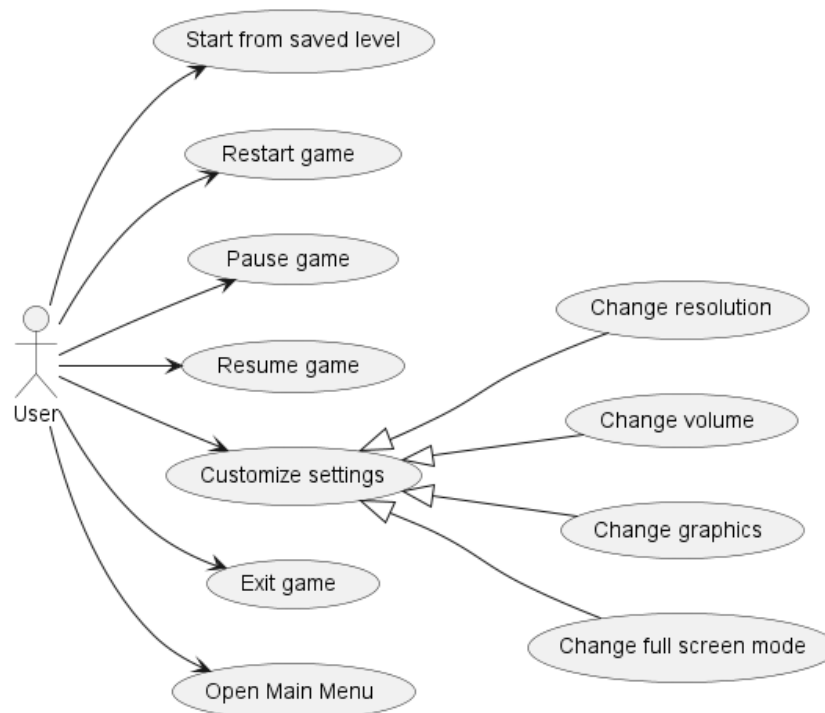 Start from saved level
Restart game
Pause game
Change resolution
Resume game
User
Change volume
Customize settings
Change graphics
Exit game
Change full screen mode
Open Main Menu